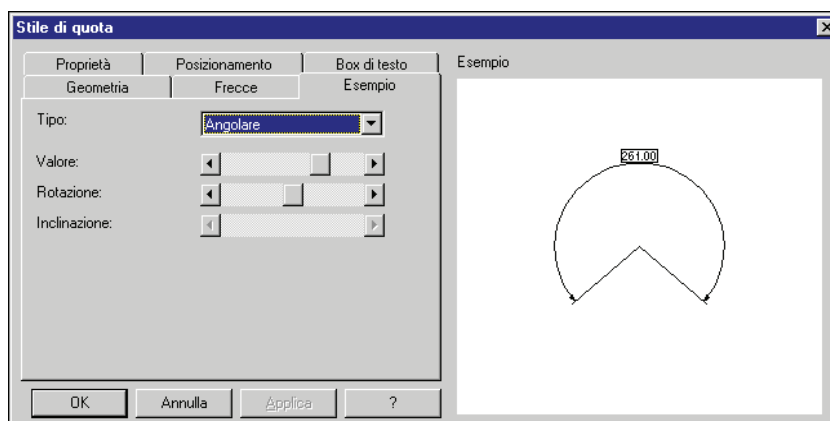 Stile di quota
Proprietà
Posizionamento
Box di testo
Geometria
Frecce
Esempio
Tipo:
Angolare
Valore:
Rotazione:
Inclinazione:
OK
Annulla
Applica
?
Esempio
261.00